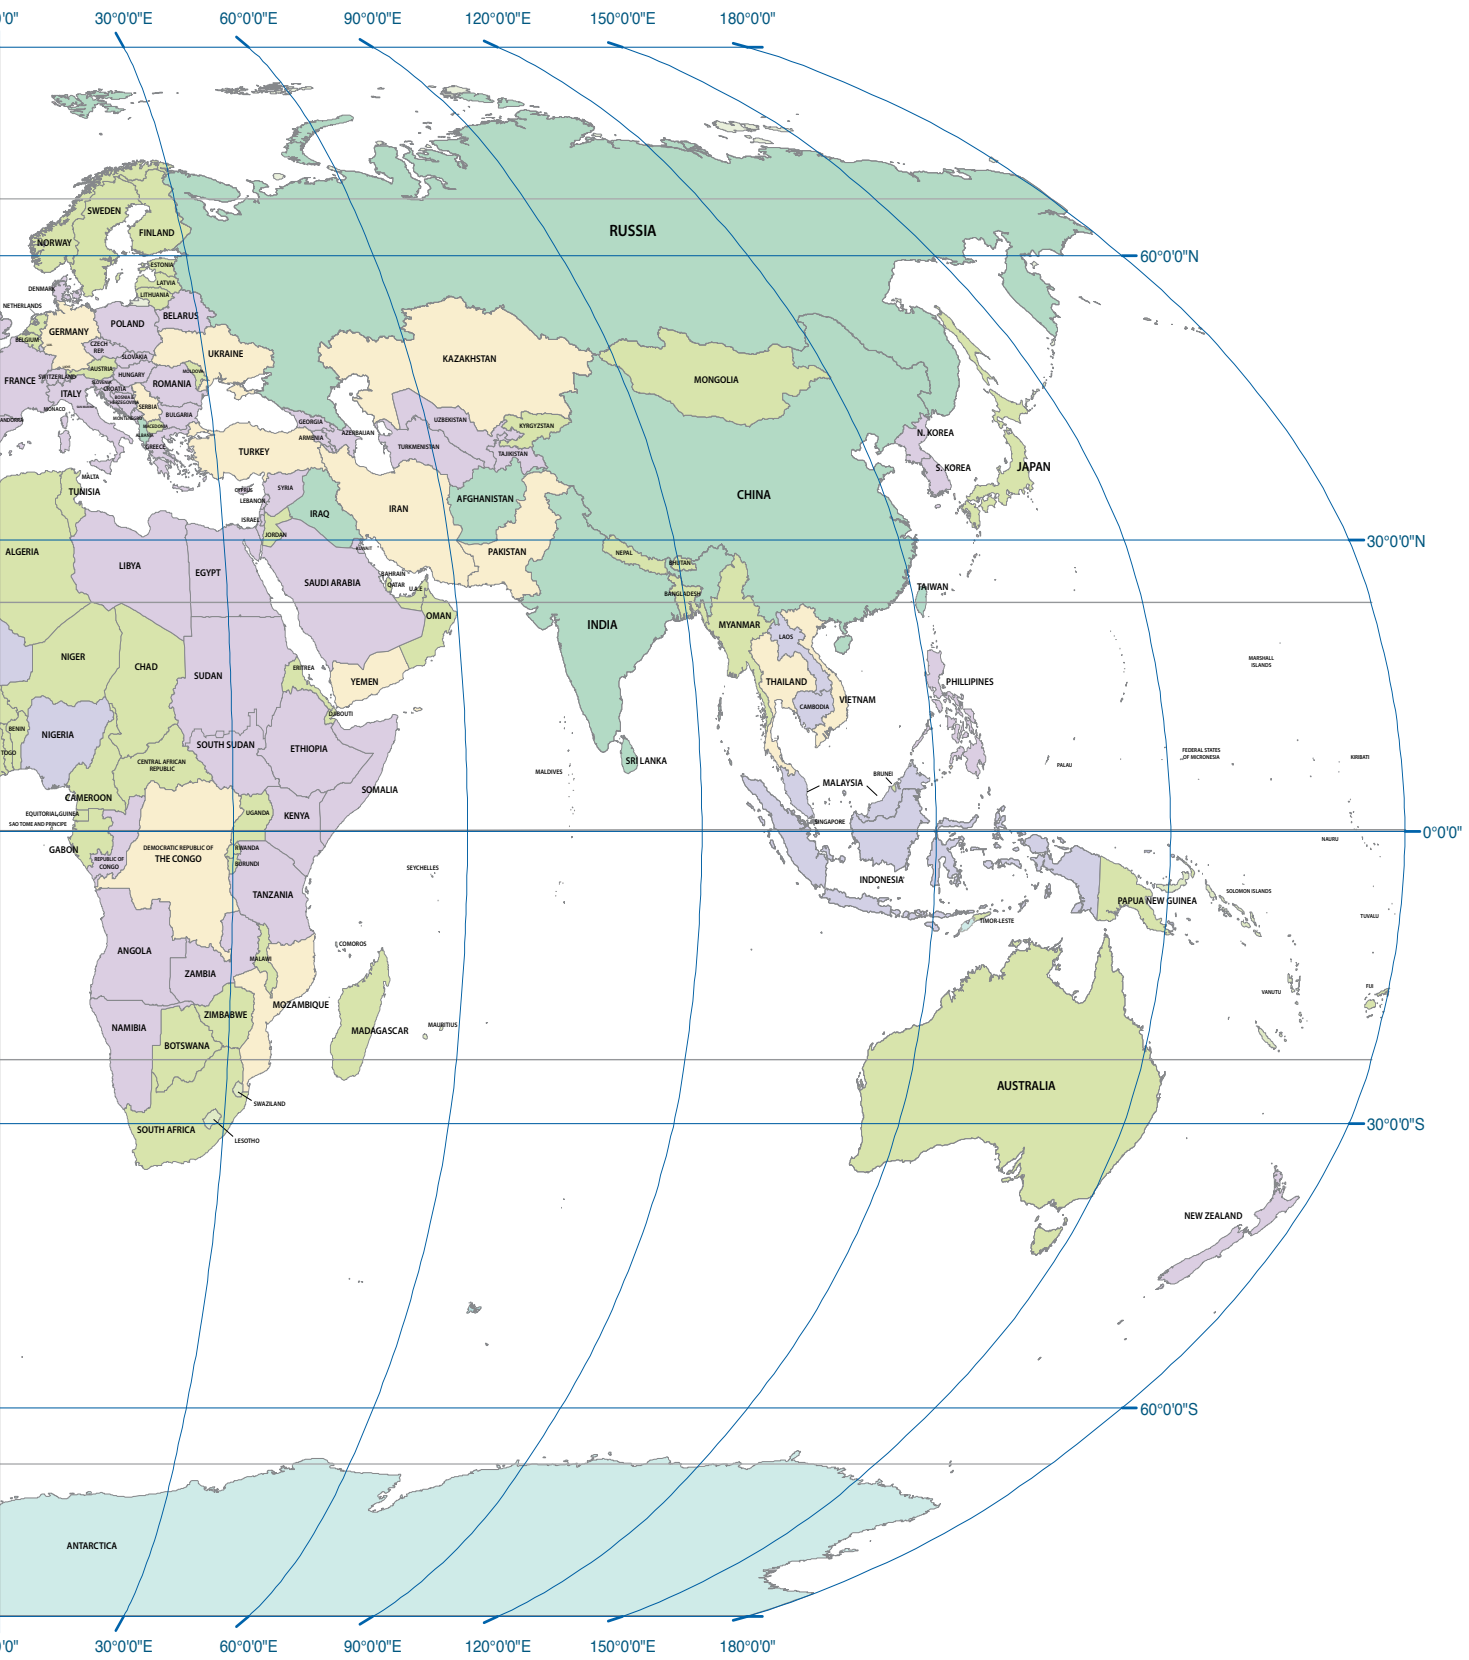 0'0"
30°0'0"E
60°0'0"E
90°0'0"E
120°0'0"E
150°0'0"E
180°0'0"
SWEDEN
RUSSIA
FINLAND
NORWAY
60°0'0"N
ESTONIA
LATVIA
DENMARK
LITHUANIA
NETHERLANDS
BELARUS
POLAND
GERMANY
BELGIUM
CZECH
REP.
UKRAINE
SLOVAKIA
KAZAKHSTAN
AUSTRIA
MOLDOVA
HUNGARY
SWITZERLAND
FRANCE
MONGOLIA
SLOVENIA
ROMANIA
CROATIA
ITALY
BOSNIA &
HERZEGOVINA
SERBIA
MONACO
BULGARIA
MONTENEGRO
ANDORRA
UZBEKISTAN
GEORGIA
MACEDONIA
KYRGYZSTAN
AZERBAIJAN
N. KOREA
ALBANIA
ARMENIA
GREECE
TURKMENISTAN
TURKEY
TAJIKISTAN
JAPAN
S. KOREA
MALTA
TUNISIA
SYRIA
CYPRUS
CHINA
AFGHANISTAN
LEBANON
IRAN
IRAQ
ISRAEL
JORDAN
30°0'0"N
KUWAIT
ALGERIA
PAKISTAN
NEPAL
LIBYA
BHUTAN
EGYPT
BAHRAIN
SAUDI ARABIA
QATAR
U.A.E
TAIWAN
BANGLADESH
OMAN
INDIA
MYANMAR
LAOS
NIGER
MARSHALL
ISLANDS
CHAD
ERITREA
SUDAN
YEMEN
THAILAND
PHILLIPINES
VIETNAM
CAMBODIA
DJIBOUTI
BENIN
NIGERIA
SOUTH SUDAN
ETHIOPIA
TOGO
FEDERAL STATES
OF MICRONESIA
KIRIBATI
SRI LANKA
CENTRAL AFRICAN
REPUBLIC
PALAU
MALDIVES
BRUNEI
MALAYSIA
SOMALIA
CAMEROON
EQUITORIAL GUINEA
UGANDA
KENYA
SAO TOME AND PRINCIPE
SINGAPORE
0°0'0"
NAURU
GABON
DEMOCRATIC REPUBLIC OF
THE CONGO
RWANDA
REPUBLIC OF
CONGO
BURUNDI
SEYCHELLES
INDONESIA
SOLOMON ISLANDS
TANZANIA
PAPUA NEW GUINEA
TUVALU
TIMOR-LESTE
COMOROS
ANGOLA
MALAWI
ZAMBIA
FIJI
VANUTU
MOZAMBIQUE
ZIMBABWE
MAURITIUS
NAMIBIA
MADAGASCAR
BOTSWANA
AUSTRALIA
SWAZILAND
30°0'0"S
SOUTH AFRICA
LESOTHO
NEW ZEALAND
60°0'0"S
ANTARCTICA
0'0"
30°0'0"E
60°0'0"E
90°0'0"E
120°0'0"E
150°0'0"E
180°0'0"